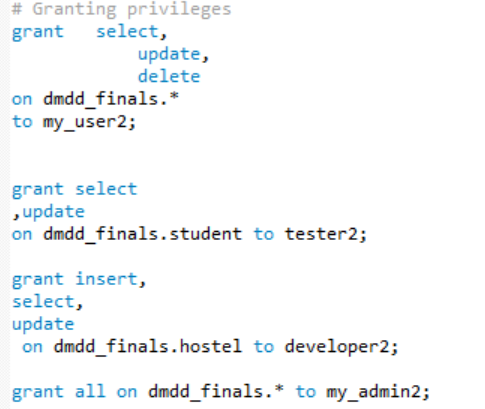 # Granting privileges
grant   select,
            update,
            delete
on dmdd_finals.*
to my_user2;
grant select
,update
on dmdd_finals.student to tester2;
grant insert,
select,
update
 on dmdd_finals.hostel to developer2;
grant all on dmdd_finals.* to my_admin2;